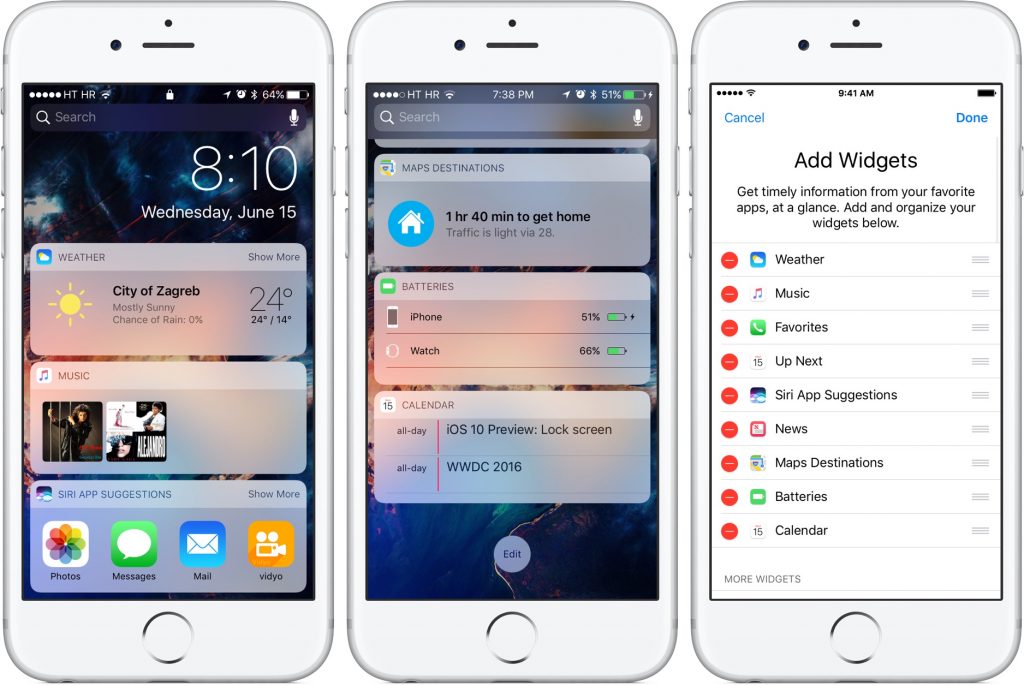 HT HR 64%
Search
8:10
Wednesday, June 15
WEATHER Show More
City of Zagreb
Mostly Sunny
Chance of Rain: 0%
24°
24° / 14°
MUSIC
ALEJANDRO
SIRI APP SUGGESTIONS Show More
Video
Photos Messages Mail vidyo
HT HR 7:38 PM 51%
Search
MAPS DESTINATIONS
1 hr 40 min to get home
Traffic is light via 28.
BATTERIES
iPhone 51%
Watch 66%
15 CALENDAR
all-day iOS 10 Preview: Lock screen
all-day WWDC 2016
Edit
9:41 AM
Cancel Done
Add Widgets
Get timely information from your favorite
apps, at a glance. Add and organize your
widgets below.
Weather
Music
Favorites
15 Up Next
Siri App Suggestions
News
Maps Destinations
Batteries
15 Calendar
MORE WIDGETS